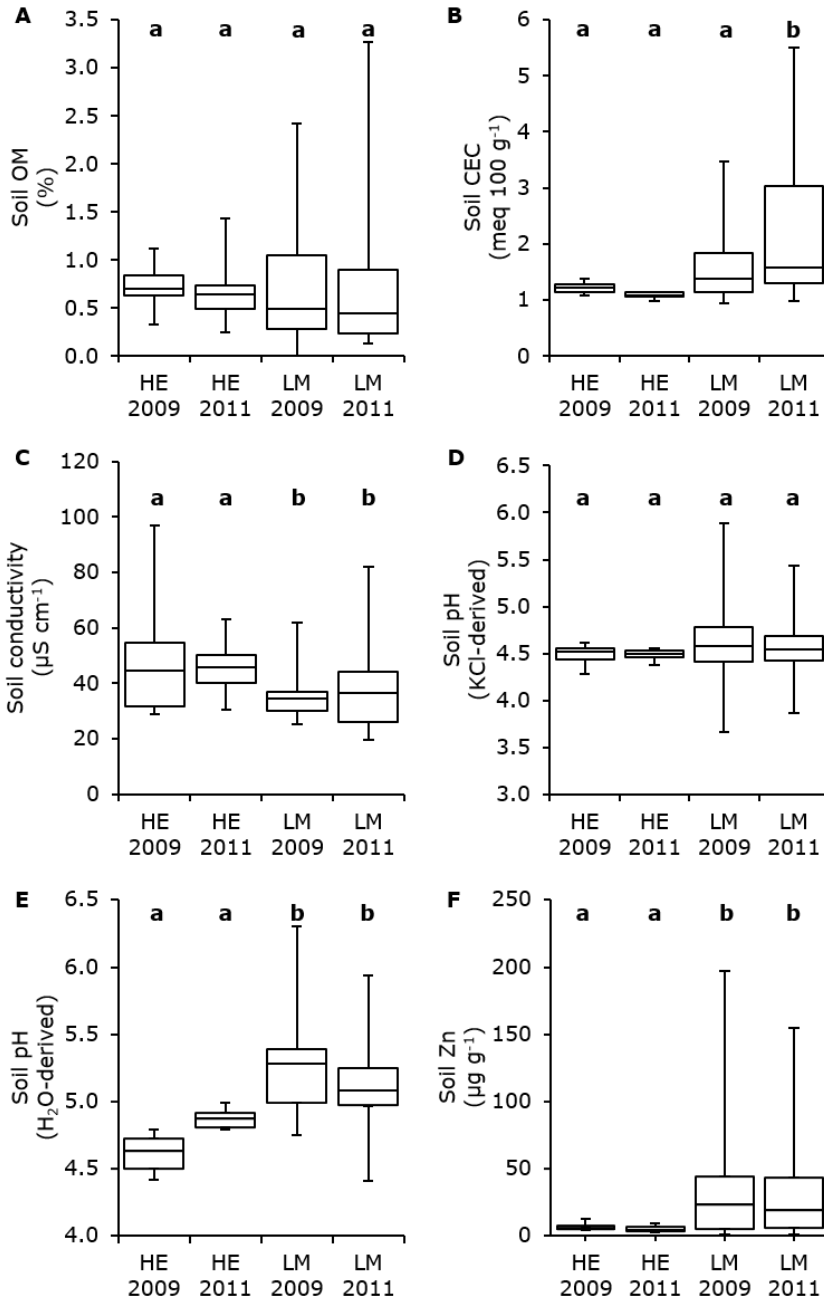 A
a a a a
Soil OM
(%)
3.5
3.0
2.5
2.0
1.5
1.0
0.5
0.0
HE HE LM LM
2009 2011 2009 2011
B
a a a b
Soil CEC
(meq 100 g⁻¹)
6
5
4
3
2
1
0
HE HE LM LM
2009 2011 2009 2011
C
a a b b
Soil conductivity
(µS cm⁻¹)
120
100
80
60
40
20
0
HE HE LM LM
2009 2011 2009 2011
D
a a a a
Soil pH
(KCl-derived)
6.5
6.0
5.5
5.0
4.5
4.0
3.5
3.0
HE HE LM LM
2009 2011 2009 2011
E
a a b b
Soil pH
(H₂O-derived)
6.5
6.0
5.5
5.0
4.5
4.0
HE HE LM LM
2009 2011 2009 2011
F
a a b b
Soil Zn
(µg g⁻¹)
250
200
150
100
50
0
HE HE LM LM
2009 2011 2009 2011